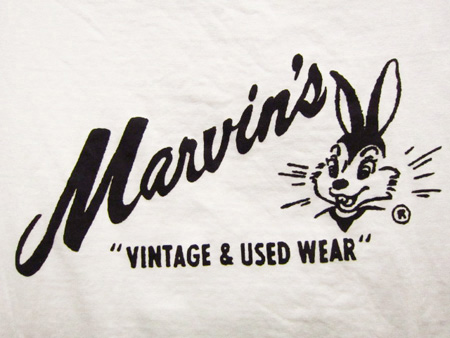 Marvin's
"VINTAGE & USED WEAR"
®